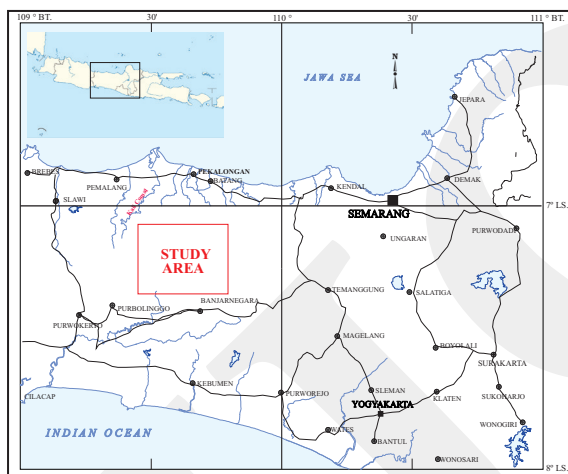 109 ° BT.
30'
110 °
30'
111 ° BT.
N
JAWA SEA
JEPARA
BREBES
PEMALANG
PEKALONGAN
BATANG
KENDAL
DEMAK
SLAWI
7° LS.
SEMARANG
UNGARAN
PURWODADI
STUDY
AREA
TEMANGGUNG
SALATIGA
PURBOLINGGO
BANJARNEGARA
PURWOKERTO
MAGELANG
BOYOLALI
SURAKARTA
KEBUMEN
PURWOREJO
SLEMAN
KLATEN
SUKOHARJO
CILACAP
YOGYAKARTA
WATES
WONOGIRI
INDIAN OCEAN
BANTUL
WONOSARI
8° LS.